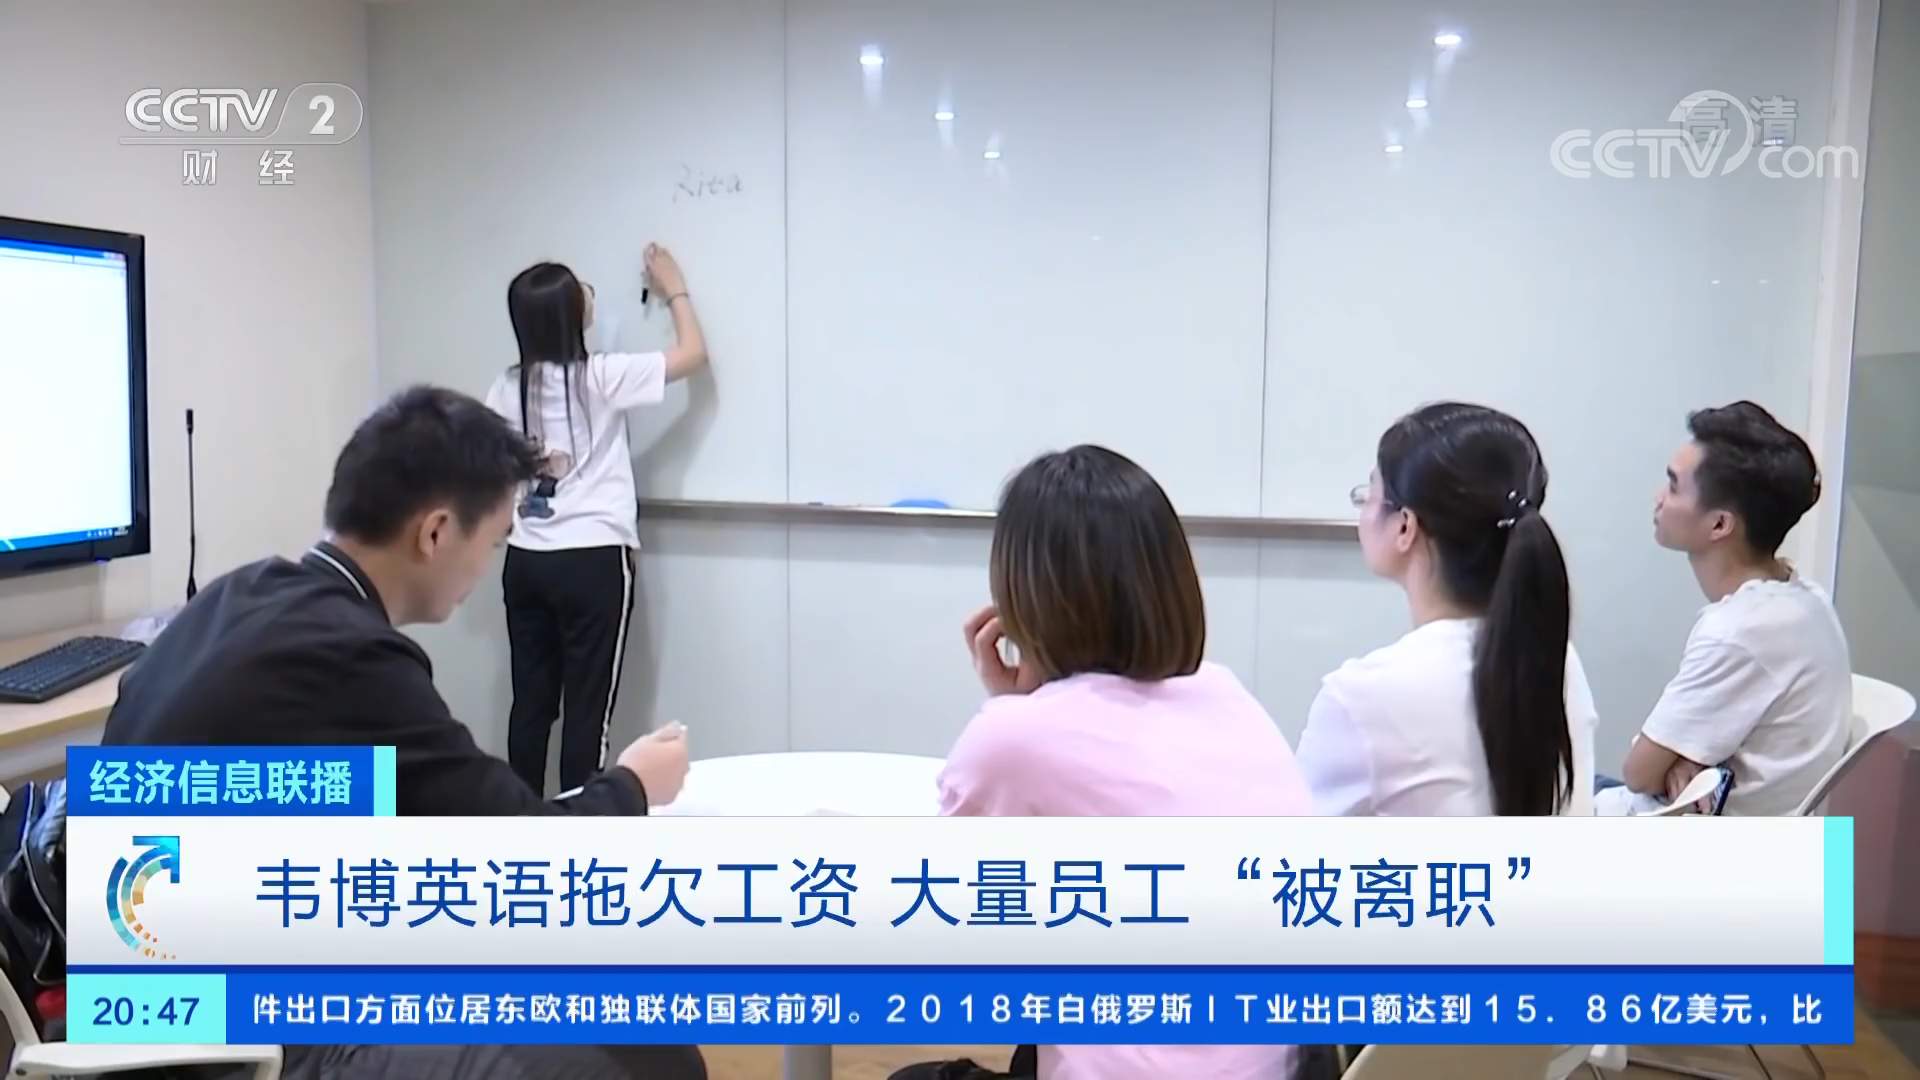 CCTV 2
财 经
高清
CCTV.com
Rita
经济信息联播
韦博英语拖欠工资 大量员工“被离职”
20:47
件出口方面位居东欧和独联体国家前列。2018年白俄罗斯IT业出口额达到15.86亿美元，比